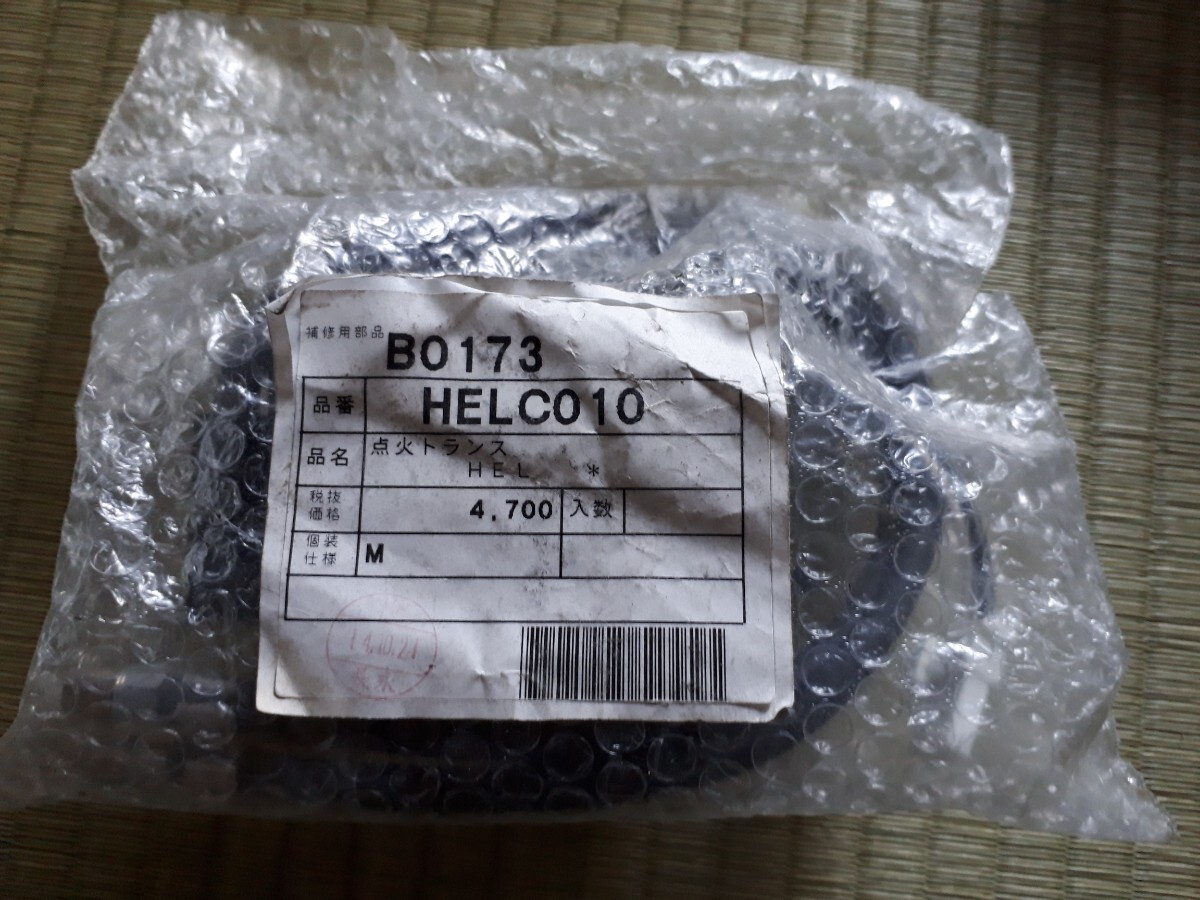 補修用部品 B0173
品番 HELC010
品名 点火トランス
HEL *
税抜価格 4,700 入数
個装仕様 M